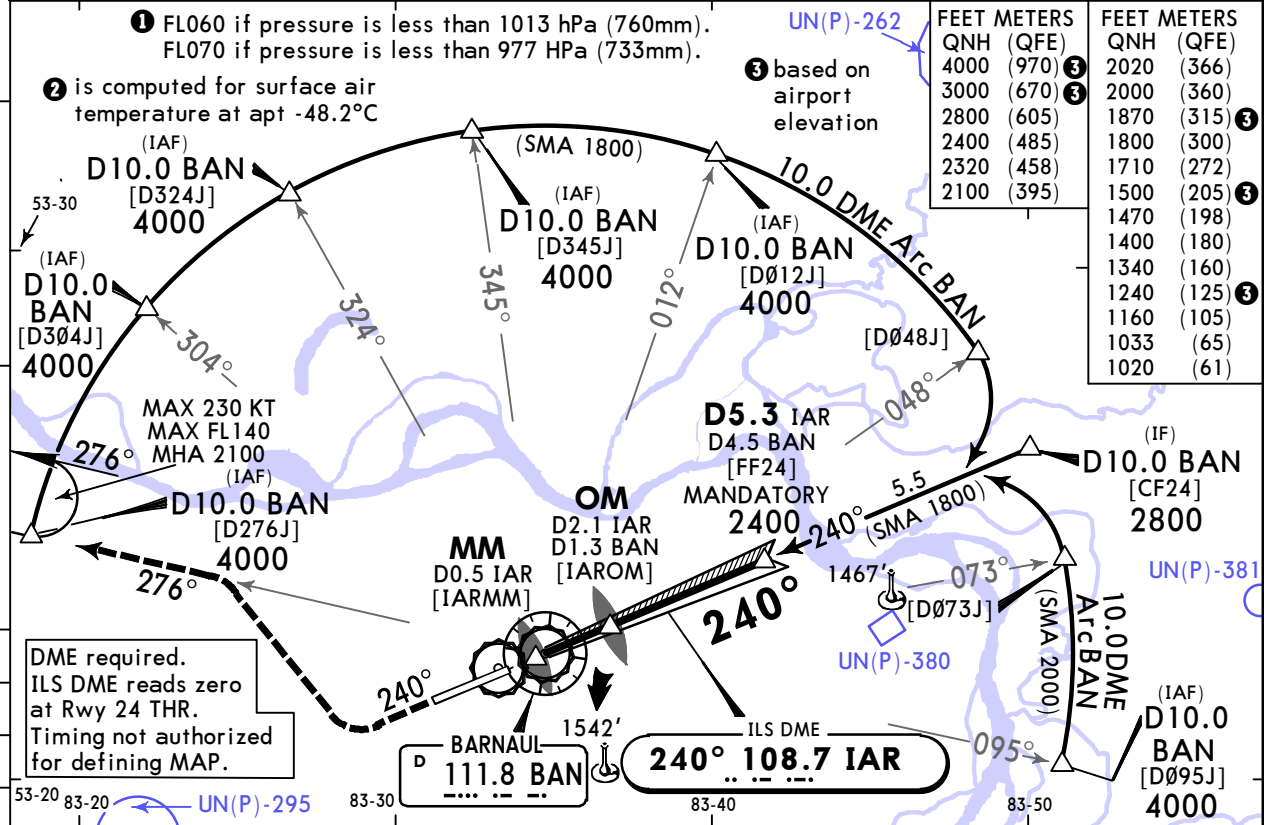 ❶ FL060 if pressure is less than 1013 hPa (760mm).
FL070 if pressure is less than 977 HPa (733mm).
❷ is computed for surface air
temperature at apt -48.2°C
❸ based on
airport
elevation
UN(P)-262
FEET METERS
QNH (QFE)
4000 (970) ❸
3000 (670) ❸
2800 (605)
2400 (485)
2320 (458)
2100 (395)
FEET METERS
QNH (QFE)
2020 (366)
2000 (360)
1870 (315) ❸
1800 (300)
1710 (272)
1500 (205) ❸
1470 (198)
1400 (180)
1340 (160)
1240 (125) ❸
1160 (105)
1033 (65)
1020 (61)
(IAF)
D10.0 BAN
[D324J]
4000
(SMA 1800)
10.0 DME Arc BAN
(IAF)
D10.0 BAN
[D345J]
4000
(IAF)
D10.0 BAN
[DØ12J]
4000
53-30
(IAF)
D10.0
BAN
[D3Ø4J]
4000
304°
324°
345°
012°
[DØ48J]
048°
MAX 230 KT
MAX FL140
MHA 2100
276°
(IAF)
D10.0 BAN
[D276J]
4000
D5.3 IAR
D4.5 BAN
[FF24]
MANDATORY
2400
(IF)
D10.0 BAN
[CF24]
2800
5.5
240°
(SMA 1800)
OM
D2.1 IAR
D1.3 BAN
[IAROM]
MM
D0.5 IAR
[IARMM]
276°
240°
1467'
073°
[DØ73J]
UN(P)-381
UN(P)-380
10.0DME
ArcBAN
(SMA 2000)
DME required.
ILS DME reads zero
at Rwy 24 THR.
Timing not authorized
for defining MAP.
240°
1542'
BARNAUL
D 111.8 BAN
ILS DME
240° 108.7 IAR
095°
(IAF)
D10.0
BAN
[DØ95J]
4000
53-20
83-20
UN(P)-295
83-30
83-40
83-50